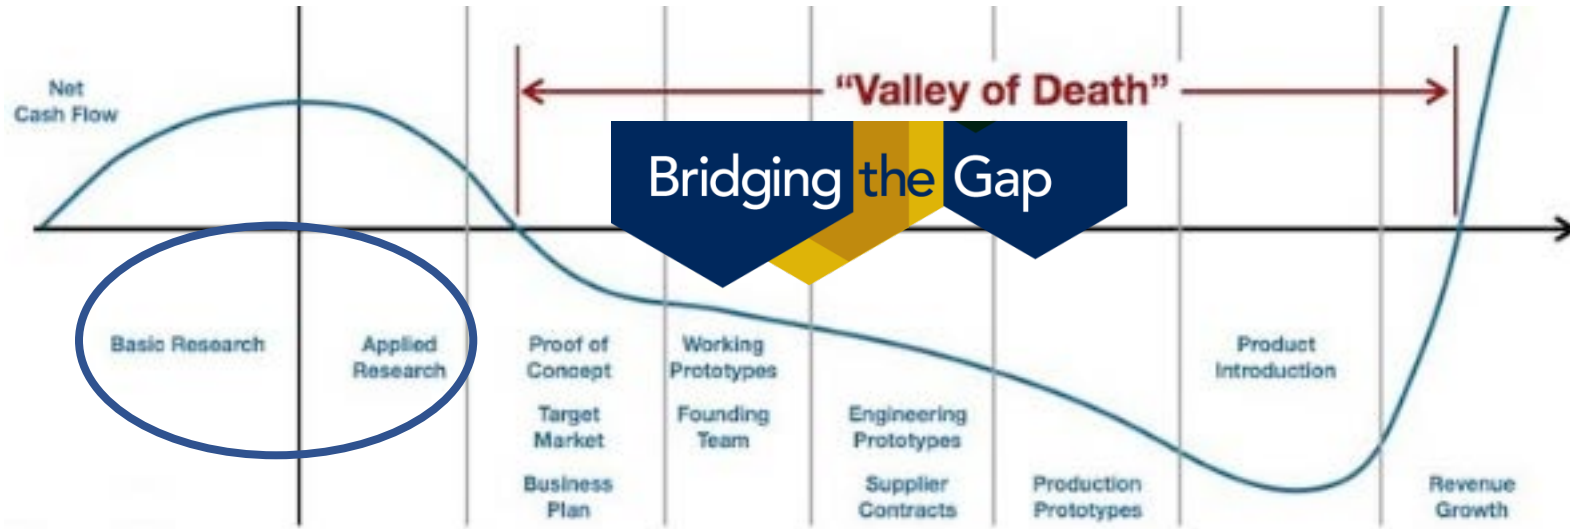 Net
Cash Flow
“Valley of Death”
Bridging the Gap
Basic Research
Applied
Research
Proof of
Concept
Target
Market
Business
Plan
Working
Prototypes
Founding
Team
Engineering
Prototypes
Supplier
Contracts
Production
Prototypes
Product
Introduction
Revenue
Growth